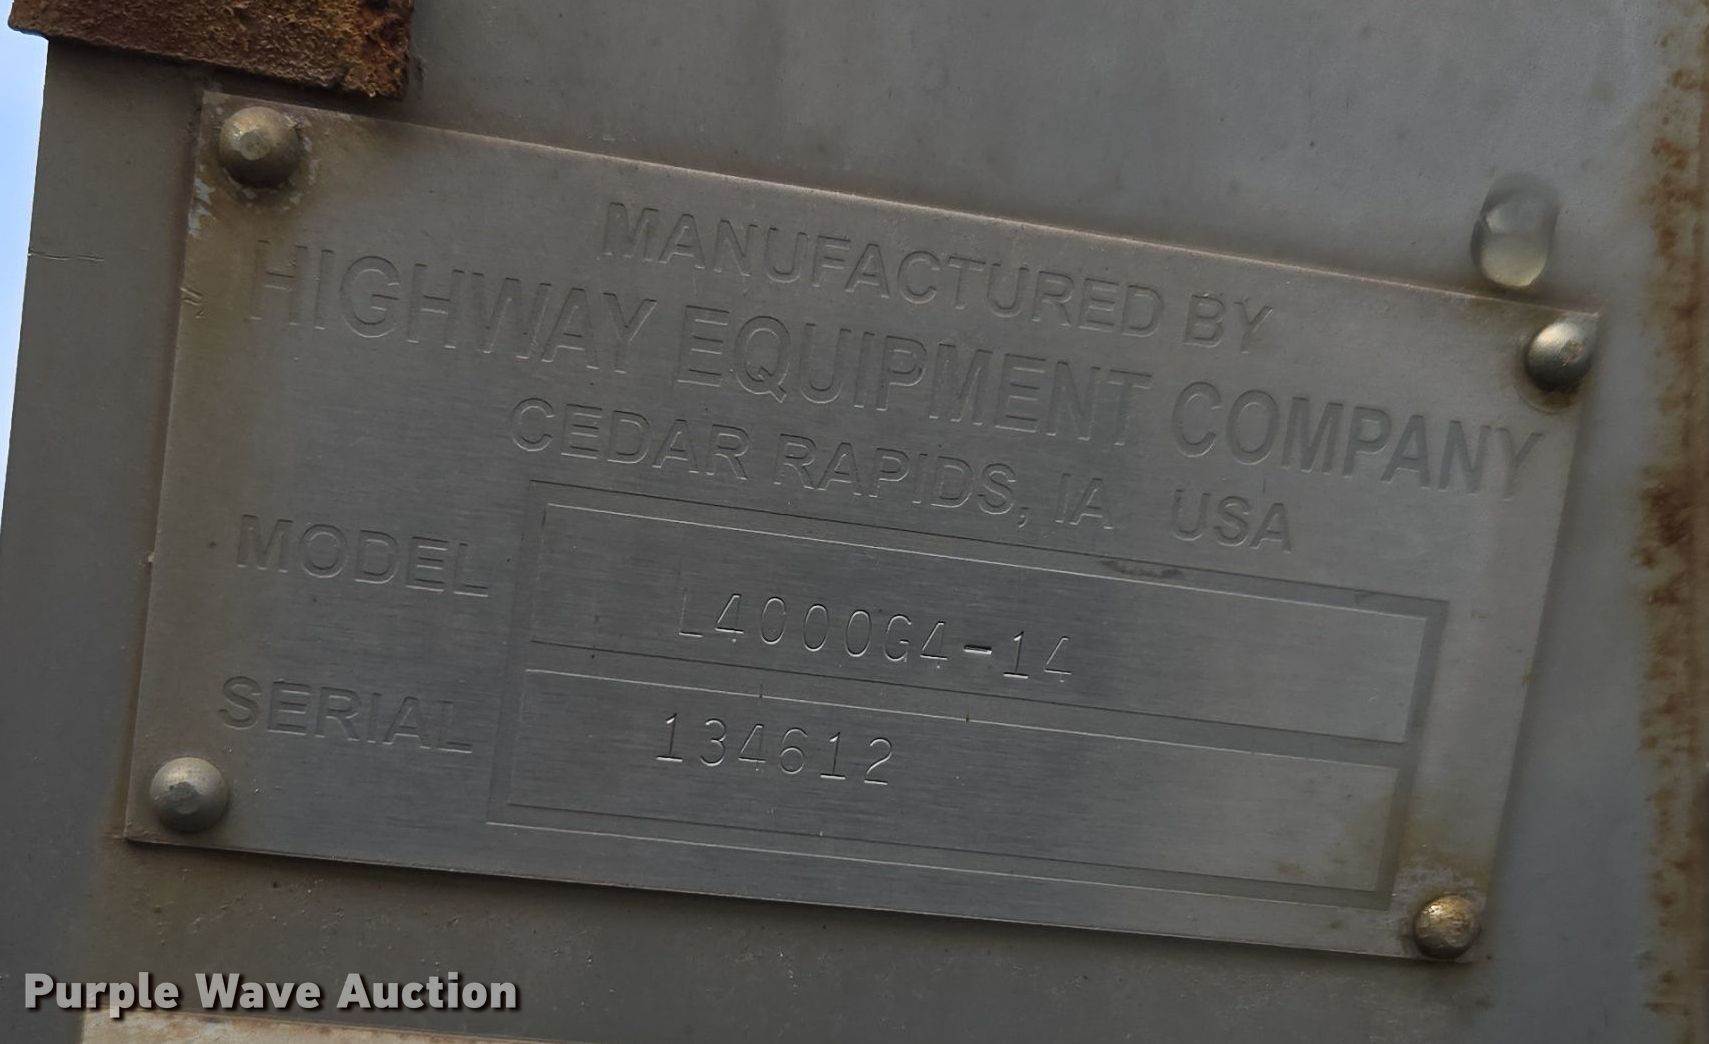 MANUFACTURED BY
HIGHWAY EQUIPMENT COMPANY
CEDAR RAPIDS, IA USA
MODEL L4000G4-14
SERIAL 134612
Purple Wave Auction